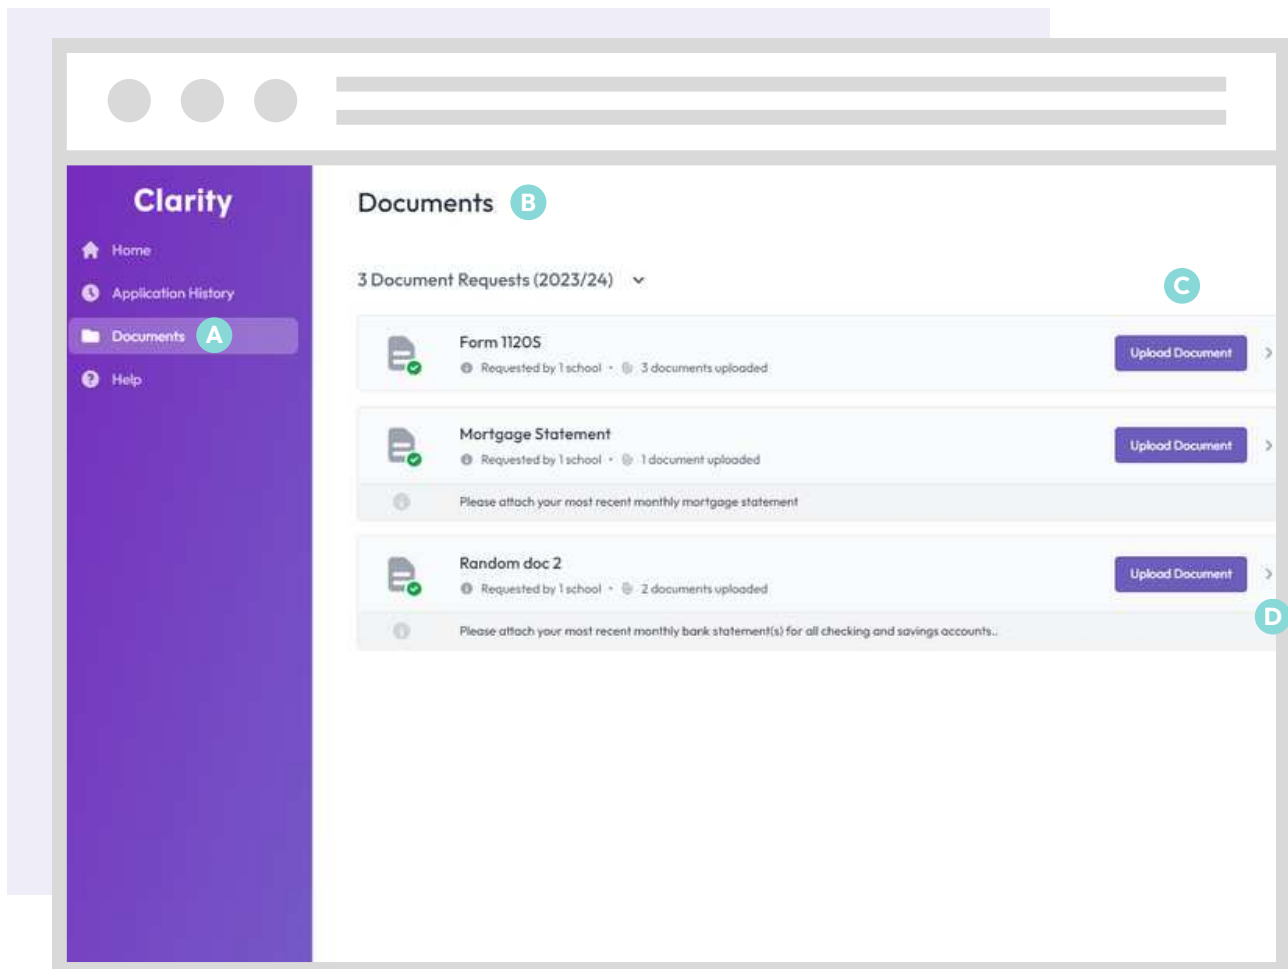 Clarity
Home
Application History
Documents A
Help
Documents B
3 Document Requests (2023/24)
C
Form 1120S
Requested by 1 school • 3 documents uploaded
Upload Document
Mortgage Statement
Requested by 1 school • 1 document uploaded
Upload Document
Please attach your most recent monthly mortgage statement
Random doc 2
Requested by 1 school • 2 documents uploaded
Upload Document
D
Please attach your most recent monthly bank statement(s) for all checking and savings accounts..